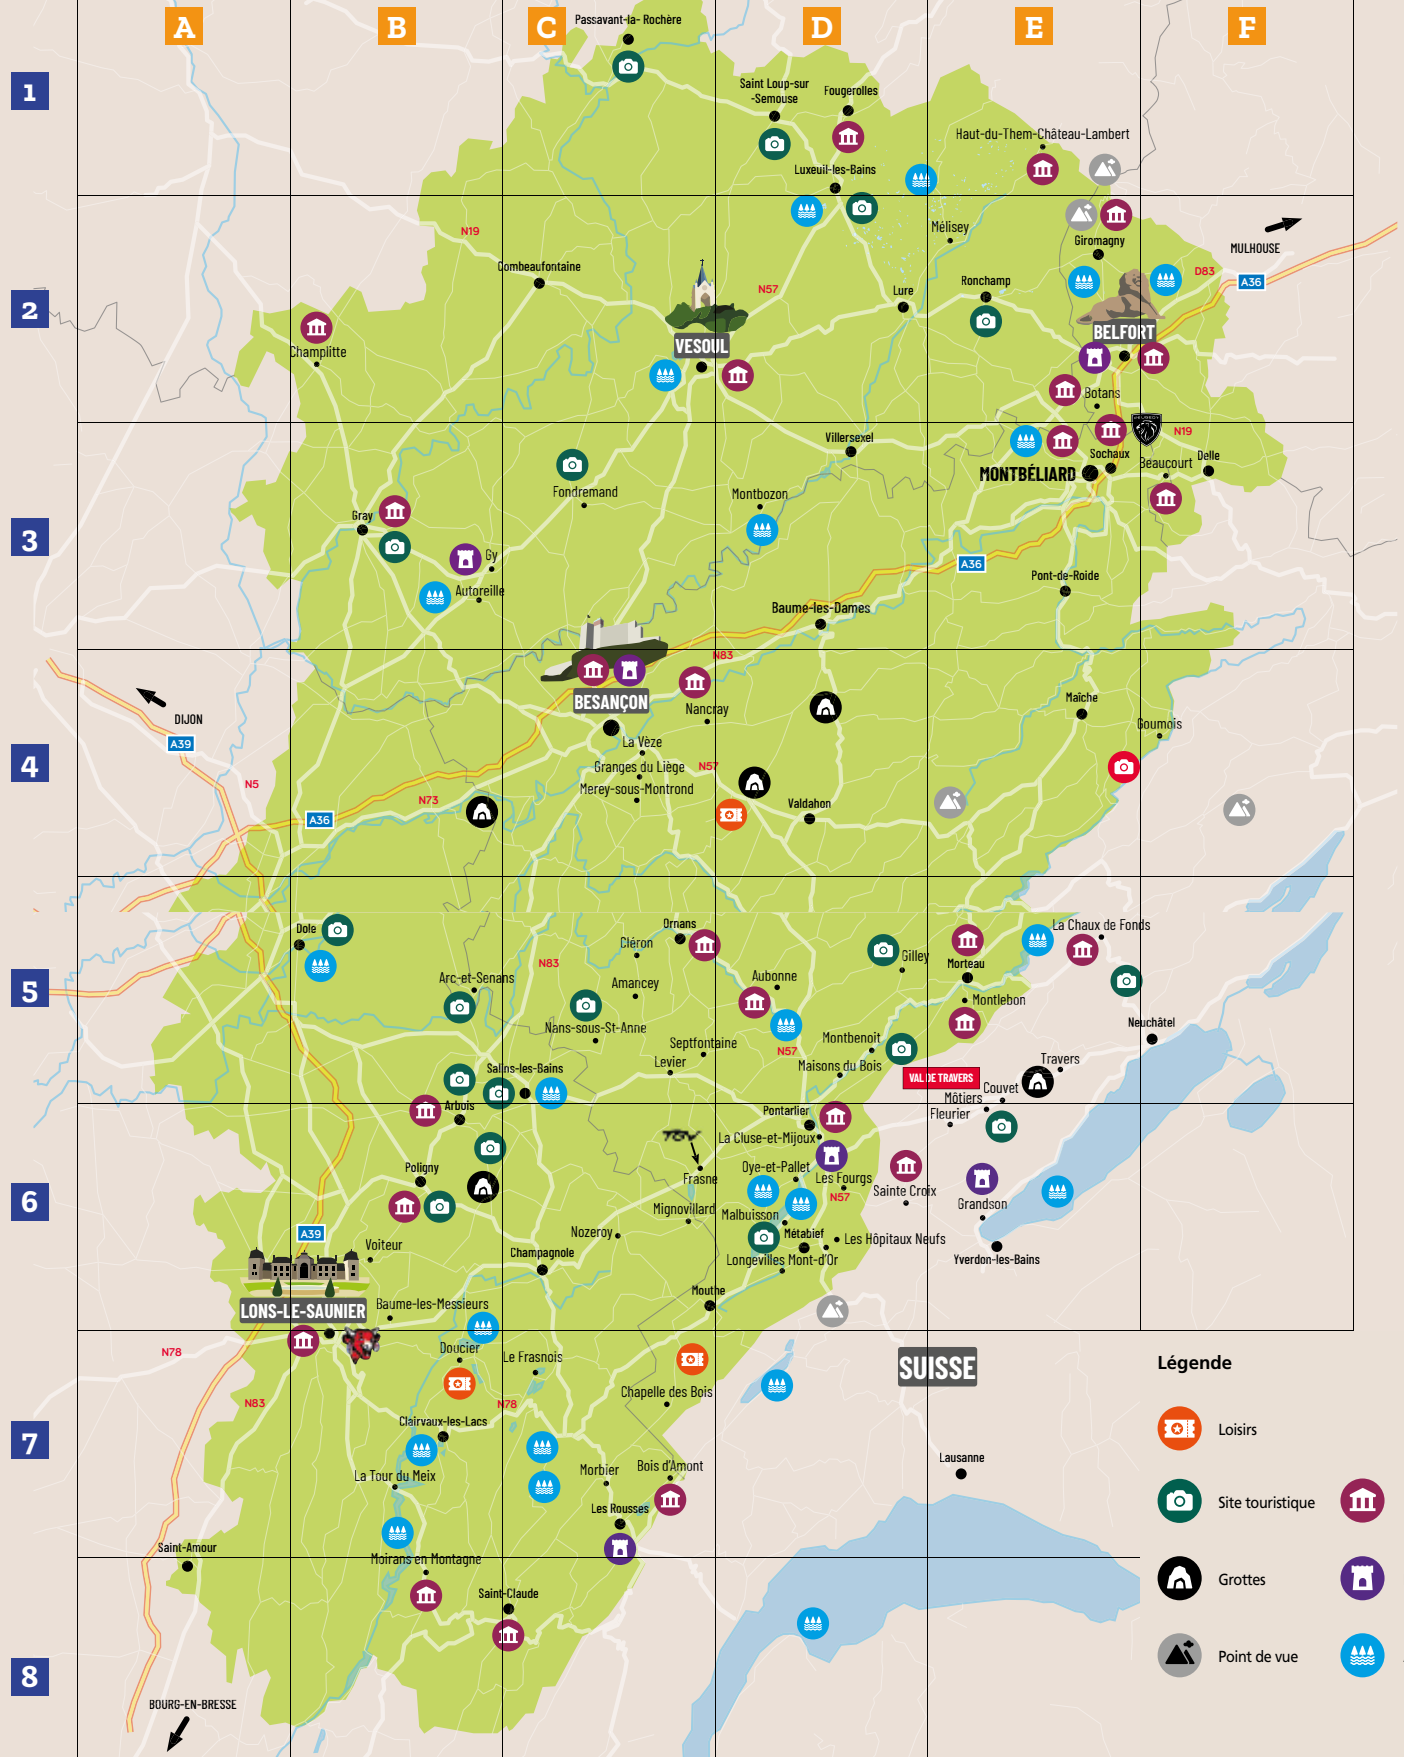 A
B
C
D
E
F
Passavant-la- Rochère
1
Saint Loup-sur
-Semouse
Fougerolles
Haut-du-Them-Château-Lambert
Luxeuil-les-Bains
N19
Mélisey
Giromagny
MULHOUSE
Combeaufontaine
N57
Ronchamp
D83
A36
Lure
2
BELFORT
VESOUL
Champlitte
Botans
PEUGEOT
N19
Villersexel
Sochaux
Beaucourt
Delle
MONTBÉLIARD
Fondremand
Montbozon
Gray
3
Gy
A36
Pont-de-Roide
Autoreille
Baume-les-Dames
N83
Maîche
BESANÇON
Nancray
DIJON
Goumois
A39
La Vèze
4
Granges du Liège
N57
N5
Merey-sous-Montrond
N73
Valdahon
A36
Dole
Ornans
La Chaux de Fonds
Cléron
Gilley
N83
Morteau
5
Arc-et-Senans
Aubonne
Amancey
Montlebon
Nans-sous-St-Anne
Neuchâtel
Montbenoit
Septfontaine
N57
Levier
Maisons du Bois
Travers
Salins-les-Bains
VAL DE TRAVERS
Couvet
Môtiers
Arbois
Pontarlier
Fleurier
TGV
La Cluse-et-Mijoux
Poligny
Oye-et-Pallet
Frasne
Les Fourgs
Sainte Croix
6
N57
Mignovillard
Malbuisson
Grandson
A39
Nozeroy
Métabief
Les Hôpitaux Neufs
Voiteur
Champagnole
Longevilles Mont-d'Or
Yverdon-les-Bains
Mouthe
LONS-LE-SAUNIER
Baume-les-Messieurs
N78
Doucier
Le Frasnois
SUISSE
Légende
N83
N78
Chapelle des Bois
Clairvaux-les-Lacs
Loisirs
7
La Tour du Meix
Morbier
Bois d'Amont
Lausanne
Les Rousses
Site touristique
Saint-Amour
Moirans en Montagne
Saint-Claude
Grottes
8
Point de vue
BOURG-EN-BRESSE